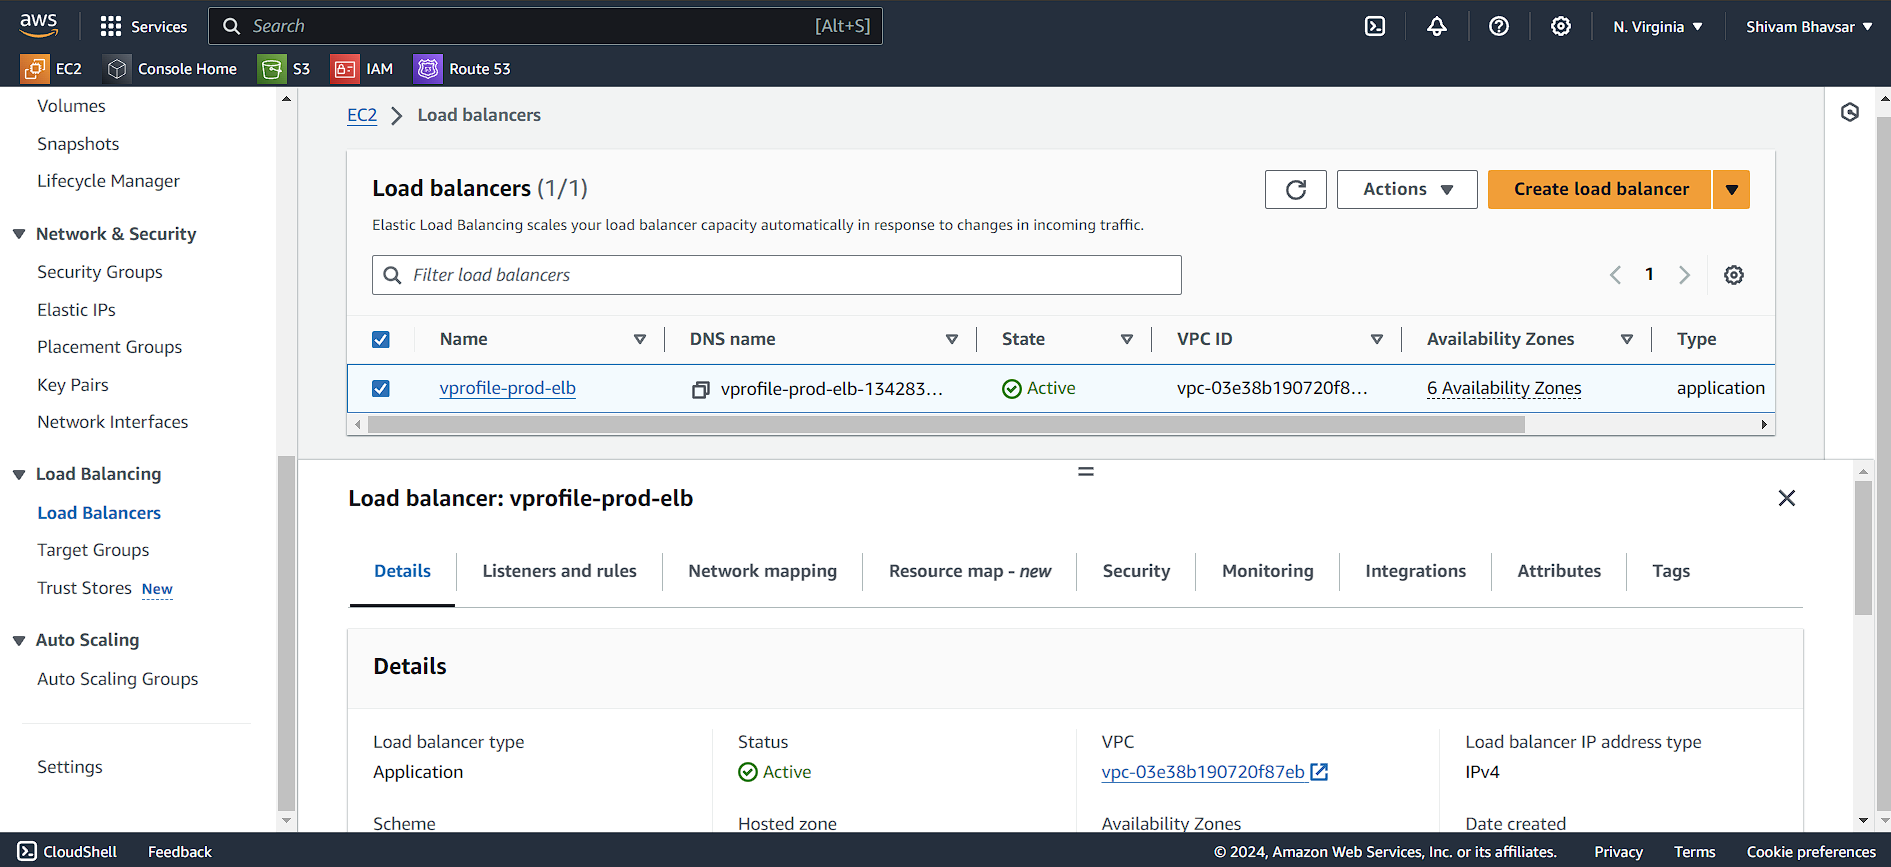 aws Services Search [Alt+S] N. Virginia Shivam Bhavsar
EC2 Console Home S3 IAM Route 53
Volumes
Snapshots
Lifecycle Manager
Network & Security
Security Groups
Elastic IPs
Placement Groups
Key Pairs
Network Interfaces
Load Balancing
Load Balancers
Target Groups
Trust Stores New
Auto Scaling
Auto Scaling Groups
Settings
EC2 Load balancers
Load balancers (1/1) Actions Create load balancer
Elastic Load Balancing scales your load balancer capacity automatically in response to changes in incoming traffic.
Filter load balancers 1
Name DNS name State VPC ID Availability Zones Type
vprofile-prod-elb vprofile-prod-elb-134283... Active vpc-03e38b190720f8... 6 Availability Zones application
Load balancer: vprofile-prod-elb
Details Listeners and rules Network mapping Resource map - new Security Monitoring Integrations Attributes Tags
Details
Load balancer type Status VPC Load balancer IP address type
Application Active vpc-03e38b190720f87eb IPv4
Scheme Hosted zone Availability Zones Date created
CloudShell Feedback © 2024, Amazon Web Services, Inc. or its affiliates. Privacy Terms Cookie preferences